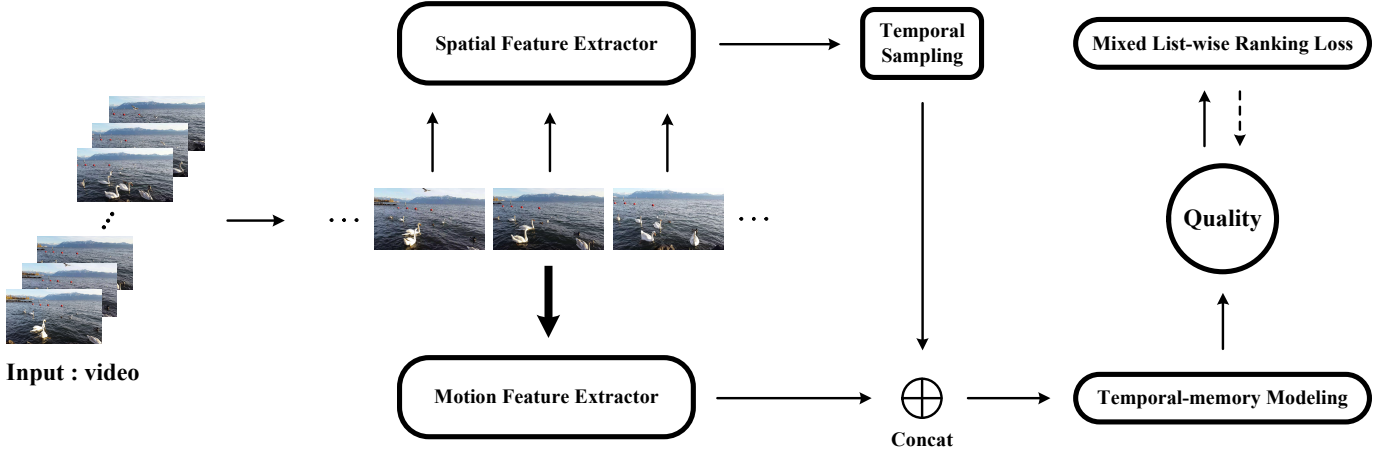 Spatial Feature Extractor
Temporal
Sampling
Mixed List-wise Ranking Loss
Quality
Input : video
Motion Feature Extractor
Concat
Temporal-memory Modeling